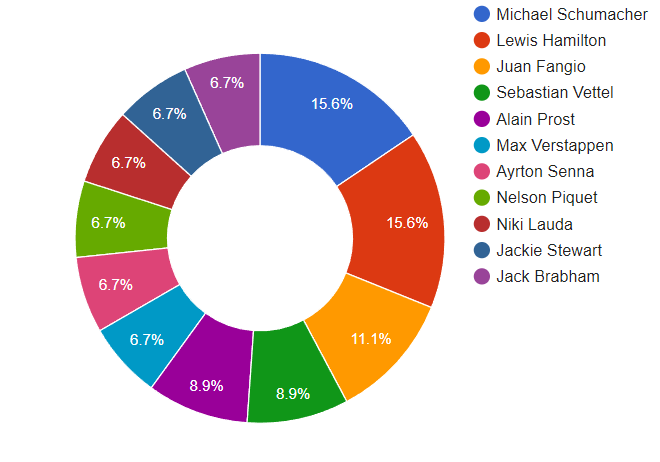 Michael Schumacher
Lewis Hamilton
Juan Fangio
Sebastian Vettel
Alain Prost
Max Verstappen
Ayrton Senna
Nelson Piquet
Niki Lauda
Jackie Stewart
Jack Brabham
15.6%
15.6%
11.1%
8.9%
8.9%
6.7%
6.7%
6.7%
6.7%
6.7%
6.7%